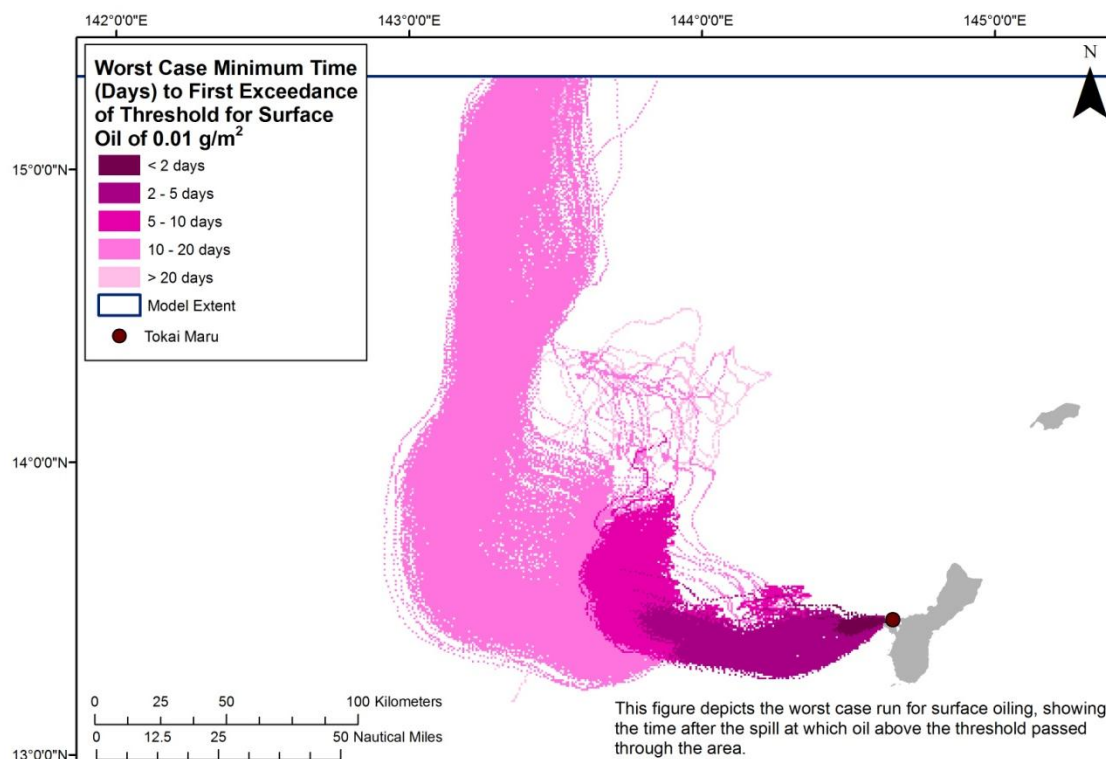 142°0'0"E 143°0'0"E 144°0'0"E 145°0'0"E
N
Worst Case Minimum Time
(Days) to First Exceedance
of Threshold for Surface
Oil of 0.01 g/m²
< 2 days
2 - 5 days
5 - 10 days
10 - 20 days
> 20 days
Model Extent
Tokai Maru
15°0'0"N
14°0'0"N
13°0'0"N
0 25 50 100 Kilometers
0 12.5 25 50 Nautical Miles
This figure depicts the worst case run for surface oiling, showing
the time after the spill at which oil above the threshold passed
through the area.